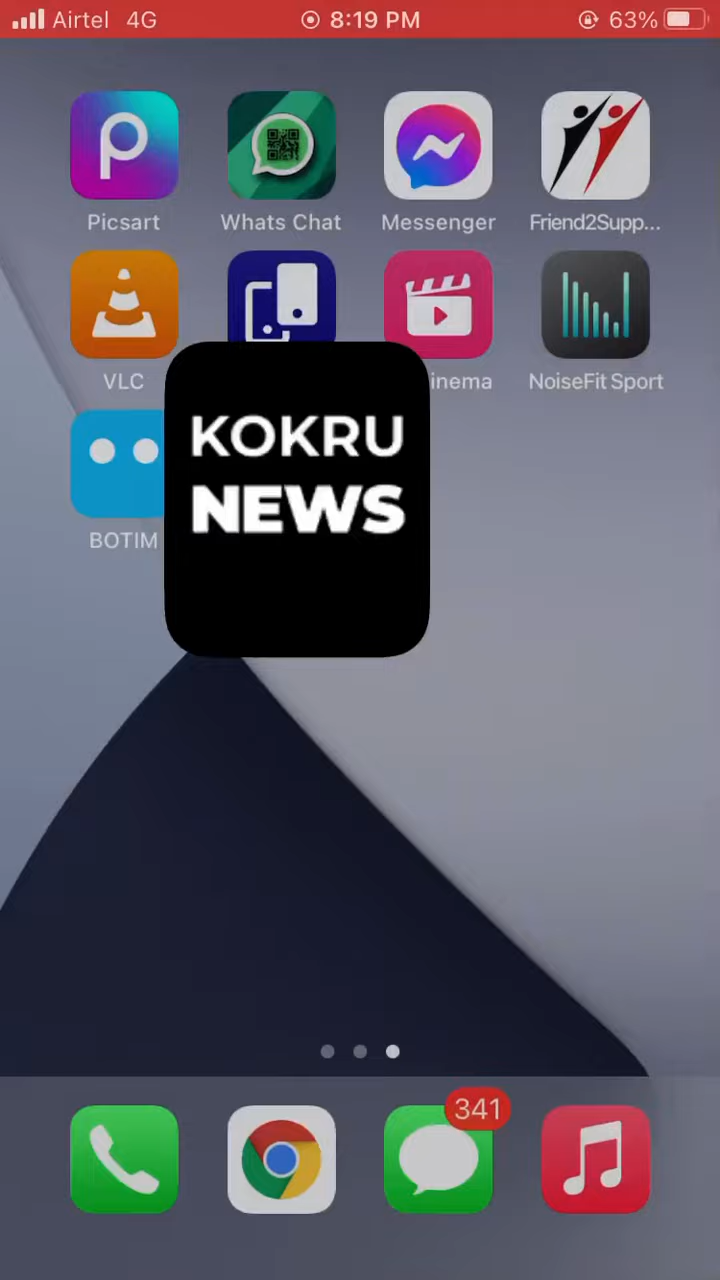 Airtel 4G 8:19 PM 63%
Picsart Whats Chat Messenger Friend2Supp...
VLC inema NoiseFit Sport
KOKRU
NEWS
BOTIM
341